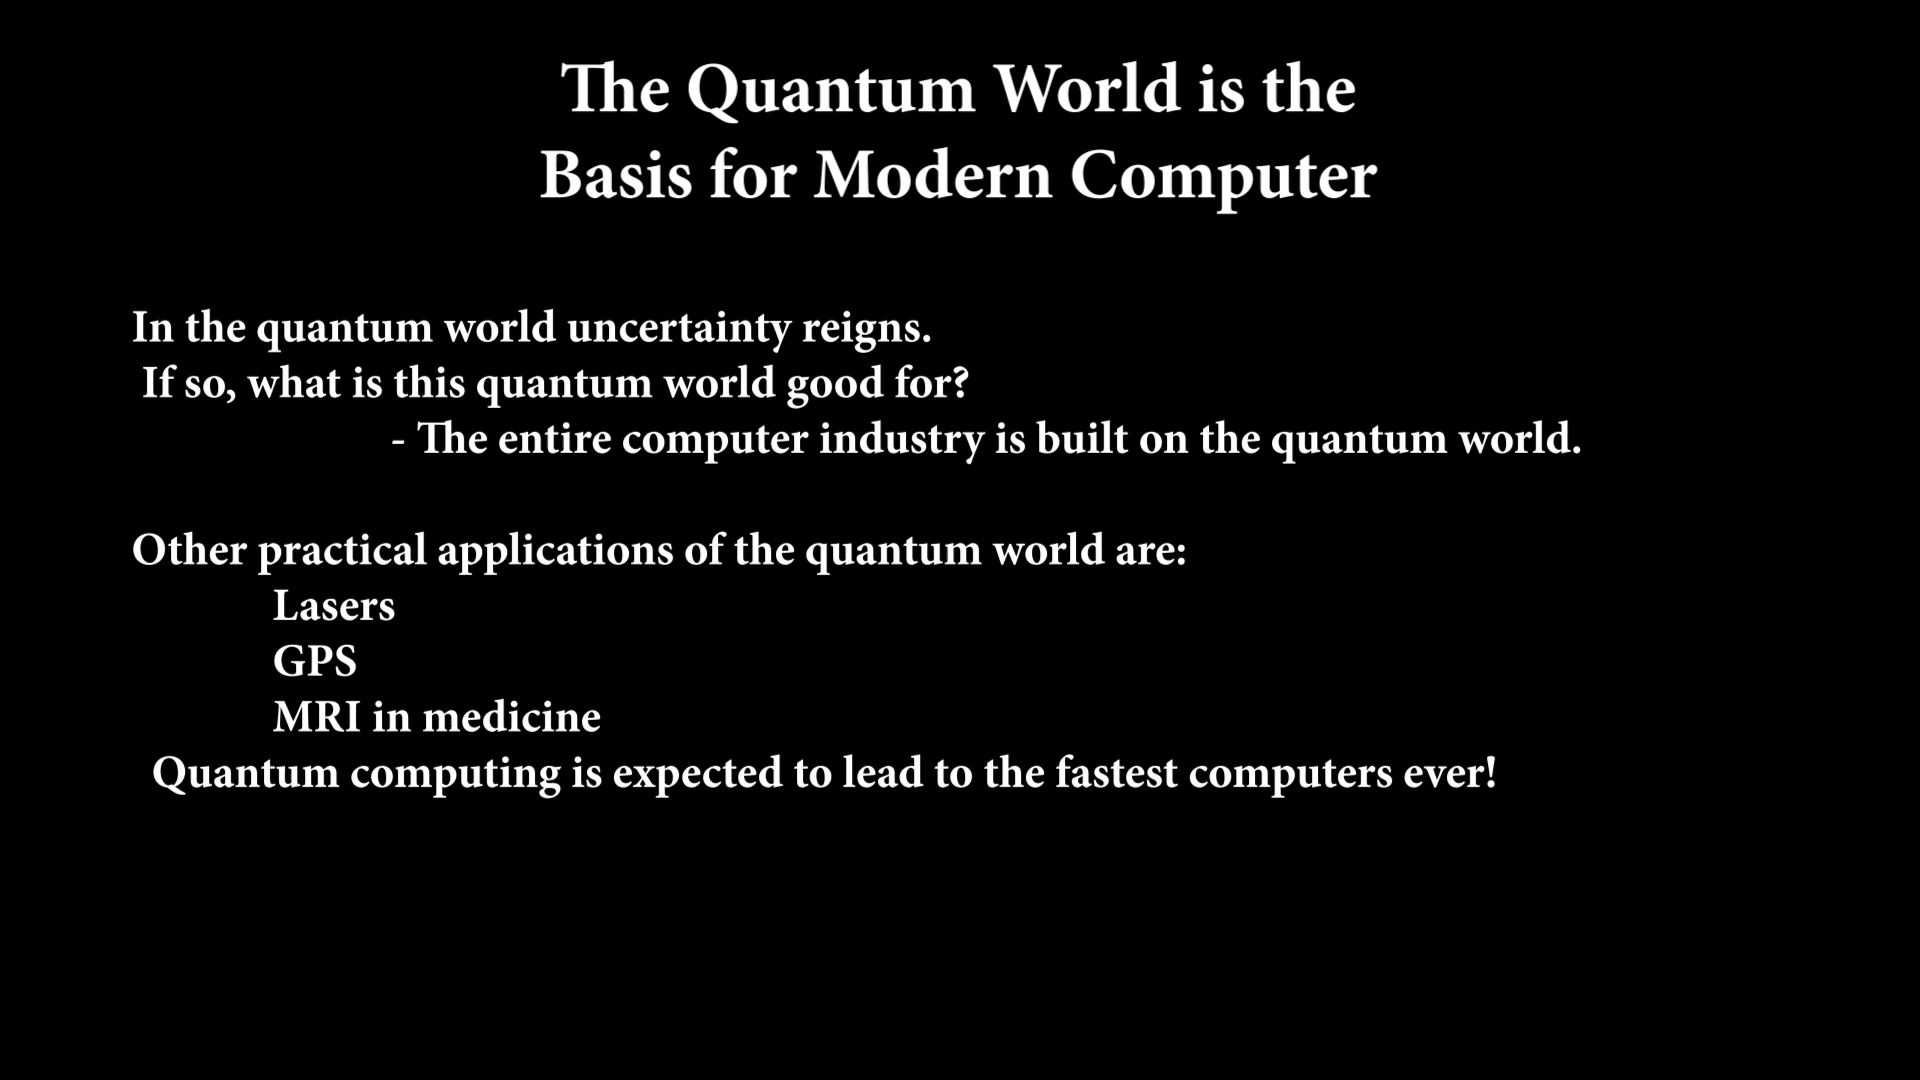 The Quantum World is the
Basis for Modern Computer
In the quantum world uncertainty reigns.
If so, what is this quantum world good for?
- The entire computer industry is built on the quantum world.
Other practical applications of the quantum world are:
Lasers
GPS
MRI in medicine
Quantum computing is expected to lead to the fastest computers ever!